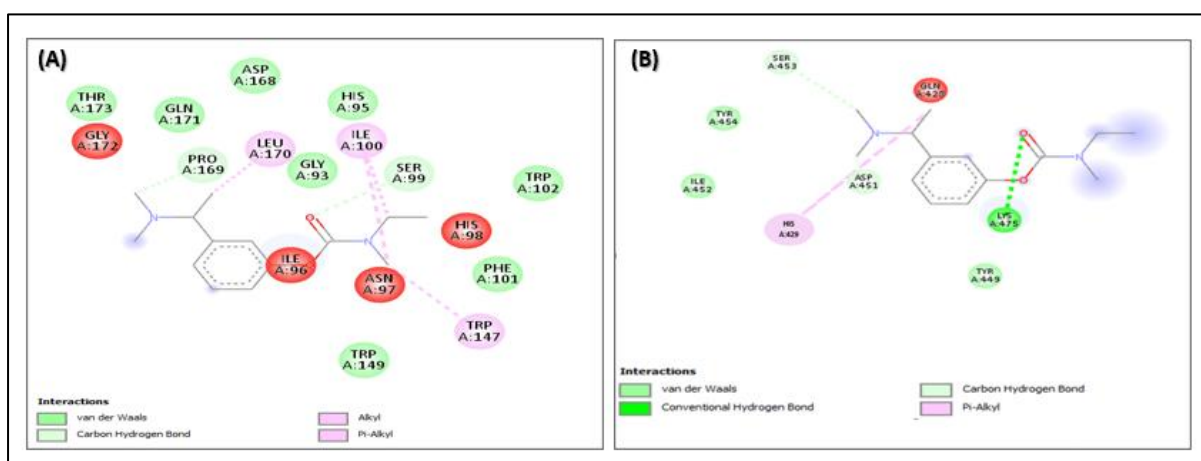 (A)
ASP
A:168
THR
A:173
GLN
A:171
HIS
A:95
GLY
172
LEU
170
ILE
A:100
PRO
A:169
GLY
A:93
SER
A:99
TRP
A:102
HIS
A:98
N
O
N
ILE
A:96
ASN
A:97
PHE
A:101
TRP
A:147
TRP
A:149
Interactions
van der Waals
Carbon Hydrogen Bond
Alkyl
Pi-Alkyl
(B)
SER
A:453
GLN
TYR
A:454
N
O
N
O
ILE
A:452
ASP
A:451
HIS
A:429
LYS
A:475
TYR
A:449
Interactions
van der Waals
Conventional Hydrogen Bond
Carbon Hydrogen Bond
Pi-Alkyl